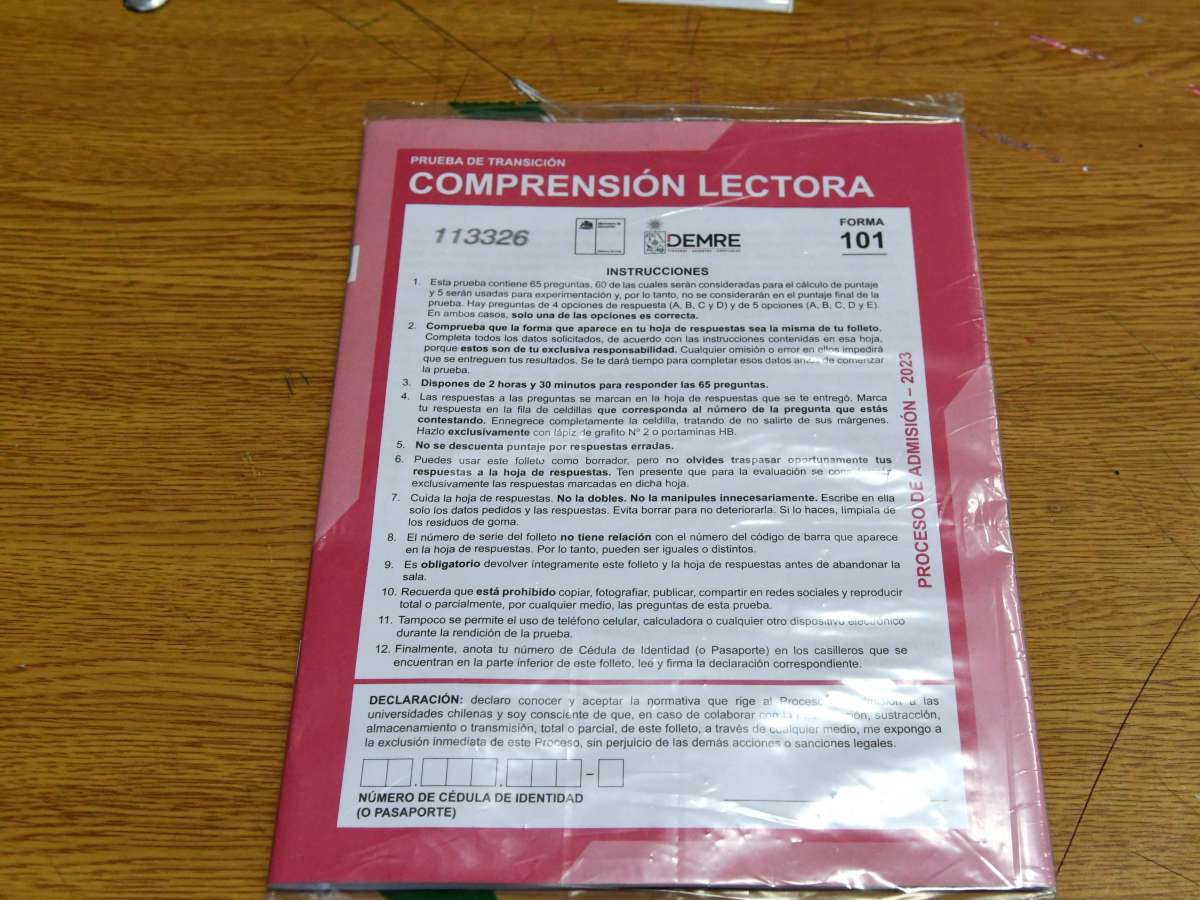 PRUEBA DE TRANSICIÓN
COMPRENSIÓN LECTORA
113326
DEMRE
FORMA
101
INSTRUCCIONES
1. Esta prueba contiene 65 preguntas, 60 de las cuales serán consideradas para el cálculo de puntaje
y 5 serán usadas para experimentación y, por lo tanto, no se considerarán en el puntaje final de la
prueba. Hay preguntas de 4 opciones de respuesta (A, B, C y D) y de 5 opciones (A, B, C, D y E).
En ambos casos, solo una de las opciones es correcta.
2. Comprueba que la forma que aparece en tu hoja de respuestas sea la misma de tu folleto.
Completa todos los datos solicitados, de acuerdo con las instrucciones contenidas en esa hoja,
porque estos son de tu exclusiva responsabilidad. Cualquier omisión o error en ellos impedirá
que se entreguen tus resultados. Se te dará tiempo para completar esos datos antes de comenzar
la prueba.
3. Dispones de 2 horas y 30 minutos para responder las 65 preguntas.
4. Las respuestas a las preguntas se marcan en la hoja de respuestas que se te entregó. Marca
tu respuesta en la fila de celdillas que corresponda al número de la pregunta que estás
contestando. Ennegrece completamente la celdilla, tratando de no salirte de sus márgenes.
Hazlo exclusivamente con lápiz de grafito Nº 2 o portaminas HB.
5. No se descuenta puntaje por respuestas erradas.
6. Puedes usar este folleto como borrador, pero no olvides traspasar oportunamente tus
respuestas a la hoja de respuestas. Ten presente que para la evaluación se
exclusivamente las respuestas marcadas en dicha hoja.
7. Cuida la hoja de respuestas. No la dobles. No la manipules innecesariamente. Escribe en ella
solo los datos pedidos y las respuestas. Evita borrar para no deteriorarla. Si lo haces, límpiala de
los residuos de goma.
8. El número de serie del folleto no tiene relación con el número del código de barra que aparece
en la hoja de respuestas. Por lo tanto, pueden ser iguales o distintos.
9. Es obligatorio devolver íntegramente este folleto y la hoja de respuestas antes de abandonar la
sala.
10. Recuerda que está prohibido copiar, fotografiar, publicar, compartir en redes sociales y reproducir
total o parcialmente, por cualquier medio, las preguntas de esta prueba.
11. Tampoco se permite el uso de teléfono celular, calculadora o cualquier otro dispositivo electrónico
durante la rendición de la prueba.
12. Finalmente, anota tu número de Cédula de Identidad (o Pasaporte) en los casilleros que se
encuentran en la parte inferior de este folleto, lee y firma la declaración correspondiente.
PROCESO DE ADMISIÓN – 2023
DECLARACIÓN: declaro conocer y aceptar la normativa que rige al Proceso a las
universidades chilenas y soy consciente de que, en caso de colaborar con la sustracción,
almacenamiento o transmisión, total o parcial, de este folleto, a través de cualquier medio, me expongo a
la exclusión inmediata de este Proceso, sin perjuicio de las demás acciones o sanciones legales.
NÚMERO DE CÉDULA DE IDENTIDAD
(O PASAPORTE)